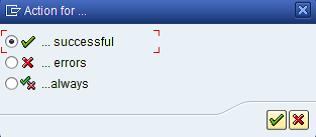 Action for ...
... successful
... errors
...always